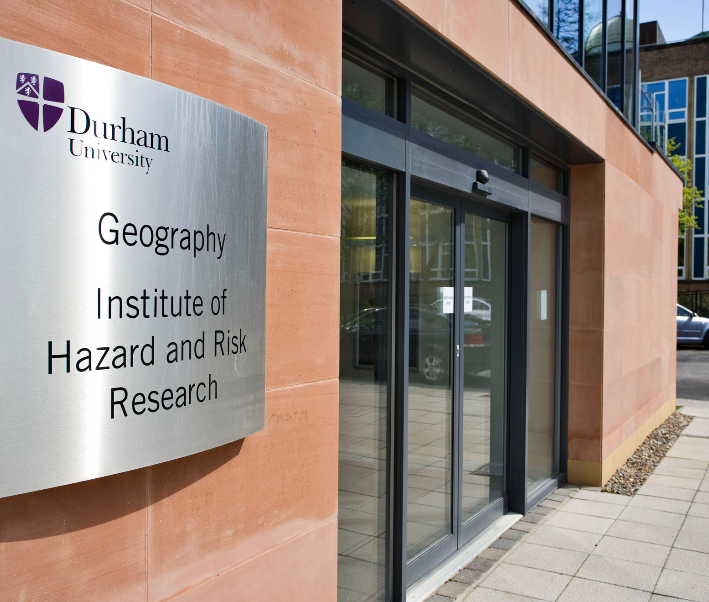 Durham
University
Geography
Institute of
Hazard and Risk
Research